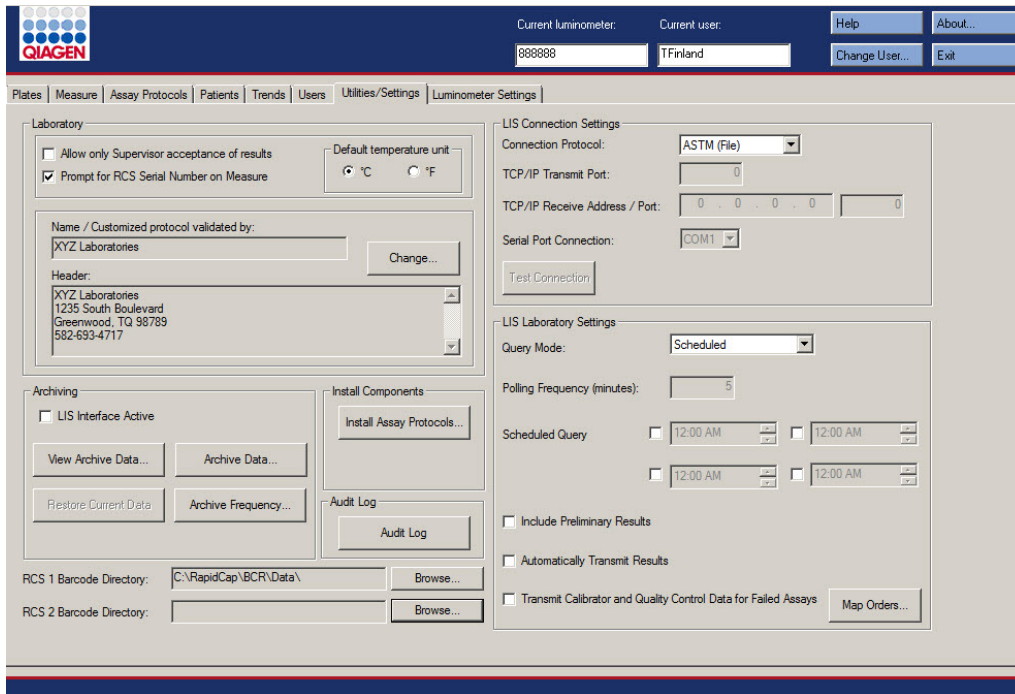 QIAGEN
Current luminometer:
Current user:
Help
About...
888888
TFinland
Change User...
Exit
Plates
Measure
Assay Protocols
Patients
Trends
Users
Utilities/Settings
Luminometer Settings
Laboratory
Allow only Supervisor acceptance of results
Prompt for RCS Serial Number on Measure
Default temperature unit
°C
°F
Name / Customized protocol validated by:
XYZ Laboratories
Change...
Header:
XYZ Laboratories
1235 South Boulevard
Greenwood, TQ 98789
582-693-4717
Archiving
LIS Interface Active
View Archive Data...
Archive Data...
Restore Current Data
Archive Frequency...
Install Components
Install Assay Protocols...
Audit Log
Audit Log
RCS 1 Barcode Directory:
C:\RapidCap\BCR\Data\
Browse...
RCS 2 Barcode Directory:
Browse...
LIS Connection Settings
Connection Protocol:
ASTM (File)
TCP/IP Transmit Port:
0
TCP/IP Receive Address / Port:
0 . 0 . 0 . 0
0
Serial Port Connection:
COM1
Test Connection
LIS Laboratory Settings
Query Mode:
Scheduled
Polling Frequency (minutes):
5
Scheduled Query
12:00 AM
12:00 AM
12:00 AM
12:00 AM
Include Preliminary Results
Automatically Transmit Results
Transmit Calibrator and Quality Control Data for Failed Assays
Map Orders...